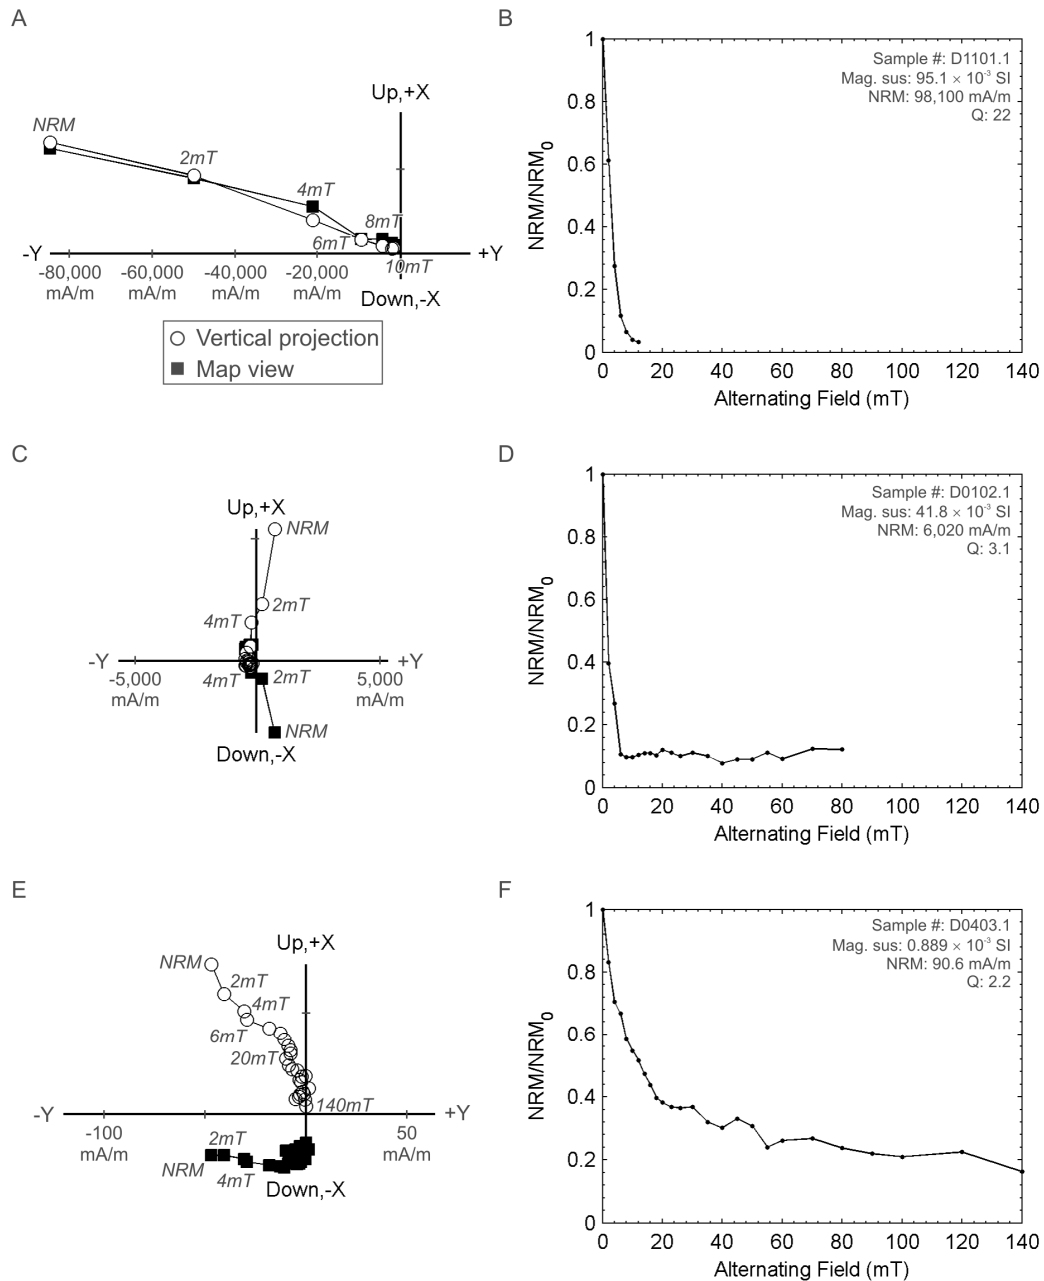 A
Up,+X
NRM
2mT
4mT
8mT
6mT
10mT
-Y
+Y
-80,000 mA/m
-60,000 mA/m
-40,000 mA/m
-20,000 mA/m
Down,-X
Vertical projection
Map view
B
Sample #: D1101.1
Mag. sus: 95.1 × 10⁻³ SI
NRM: 98,100 mA/m
Q: 22
NRM/NRM₀
1
0.8
0.6
0.4
0.2
0
0 20 40 60 80 100 120 140
Alternating Field (mT)
C
Up,+X
NRM
2mT
4mT
-Y
+Y
-5,000 mA/m
5,000 mA/m
4mT
2mT
NRM
Down,-X
D
Sample #: D0102.1
Mag. sus: 41.8 × 10⁻³ SI
NRM: 6,020 mA/m
Q: 3.1
NRM/NRM₀
1
0.8
0.6
0.4
0.2
0
0 20 40 60 80 100 120 140
Alternating Field (mT)
E
Up,+X
NRM
2mT
4mT
6mT
20mT
140mT
-Y
+Y
-100 mA/m
50 mA/m
2mT
NRM
4mT
Down,-X
F
Sample #: D0403.1
Mag. sus: 0.889 × 10⁻³ SI
NRM: 90.6 mA/m
Q: 2.2
NRM/NRM₀
1
0.8
0.6
0.4
0.2
0
0 20 40 60 80 100 120 140
Alternating Field (mT)